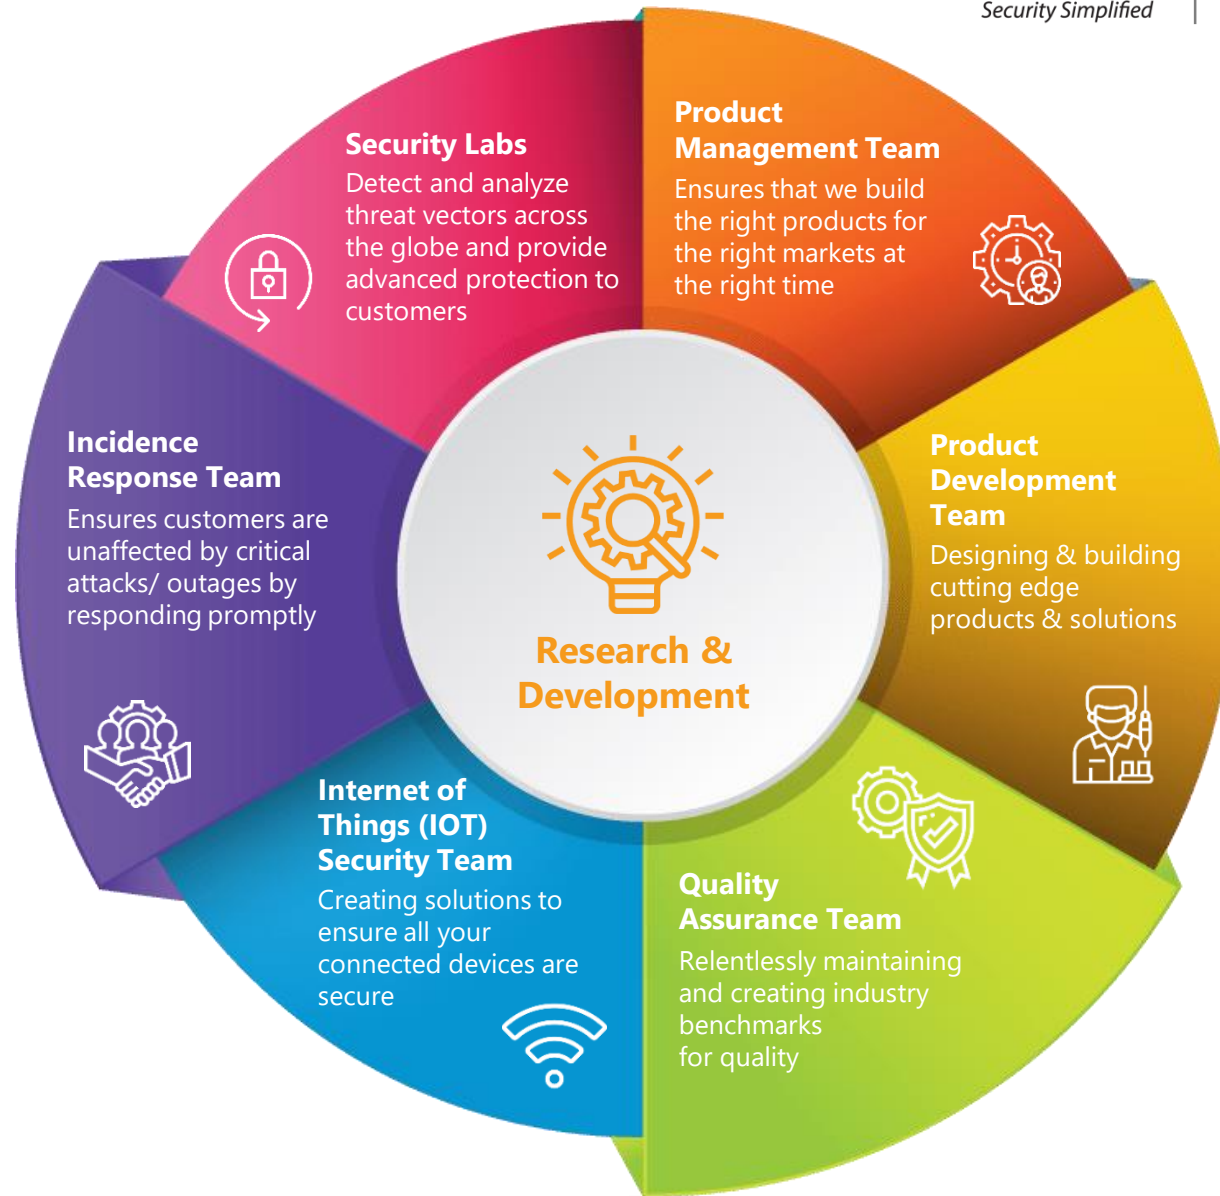 Security Simplified
Security Labs
Detect and analyze
threat vectors across
the globe and provide
advanced protection to
customers
Product
Management Team
Ensures that we build
the right products for
the right markets at
the right time
Product
Development
Team
Designing & building
cutting edge
products & solutions
Quality
Assurance Team
Relentlessly maintaining
and creating industry
benchmarks
for quality
Internet of
Things (IOT)
Security Team
Creating solutions to
ensure all your
connected devices are
secure
Incidence
Response Team
Ensures customers are
unaffected by critical
attacks/ outages by
responding promptly
Research &
Development